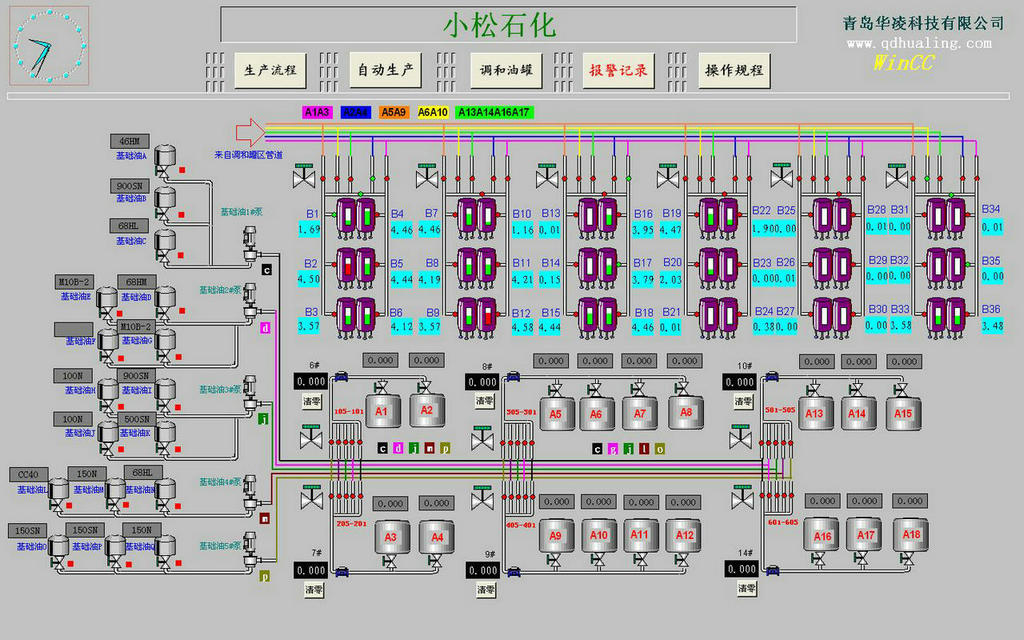 小松石化
青岛华凌科技有限公司
www.qdhualing.com
WinCC
生产流程
自动生产
调和油罐
报警记录
操作规程
A1A3
A2A4
A5A9
A6A10
A13A14A16A17
来自调和罐区管道
46HM
基础油A
900SN
基础油B
68HL
基础油C
基础油1#泵
c
M10B-2
基础油E
68HM
基础油D
基础油2#泵
d
基础油F
M10B-2
基础油G
100N
基础油H
900SN
基础油I
基础油3#泵
j
100N
基础油J
500SN
基础油K
CC40
基础油L
150N
基础油M
68HL
基础油N
基础油4#泵
n
150SN
基础油O
150SN
基础油P
150N
基础油Q
基础油5#泵
p
B1 B4 B7 B10 B13 B16 B19 B22 B25 B28 B31 B34
1.69 4.46 4.46 1.16 0.01 3.95 4.47 1.90 0.00 0.01 0.00 0.01
B2 B5 B8 B11 B14 B17 B20 B23 B26 B29 B32 B35
4.50 4.44 4.19 4.21 0.15 3.79 2.03 0.00 0.01 0.00 0.00 0.00
B3 B6 B9 B12 B15 B18 B21 B24 B27 B30 B33 B36
3.57 4.12 3.57 4.58 4.44 4.46 0.01 0.38 0.00 0.00 3.58 3.48
6#
0.000
清零
0.000 0.000
105-101
A1 A2
c d j n p
8#
0.000
清零
0.000 0.000 0.000 0.000
305-301
A5 A6 A7 A8
c g j l o
10#
0.000
清零
0.000 0.000 0.000
501-505
A13 A14 A15
0.000 0.000
205-201
A3 A4
7#
0.000
清零
0.000 0.000 0.000 0.000
405-401
A9 A10 A11 A12
9#
0.000
清零
0.000 0.000 0.000
601-605
A16 A17 A18
14#
0.000
清零